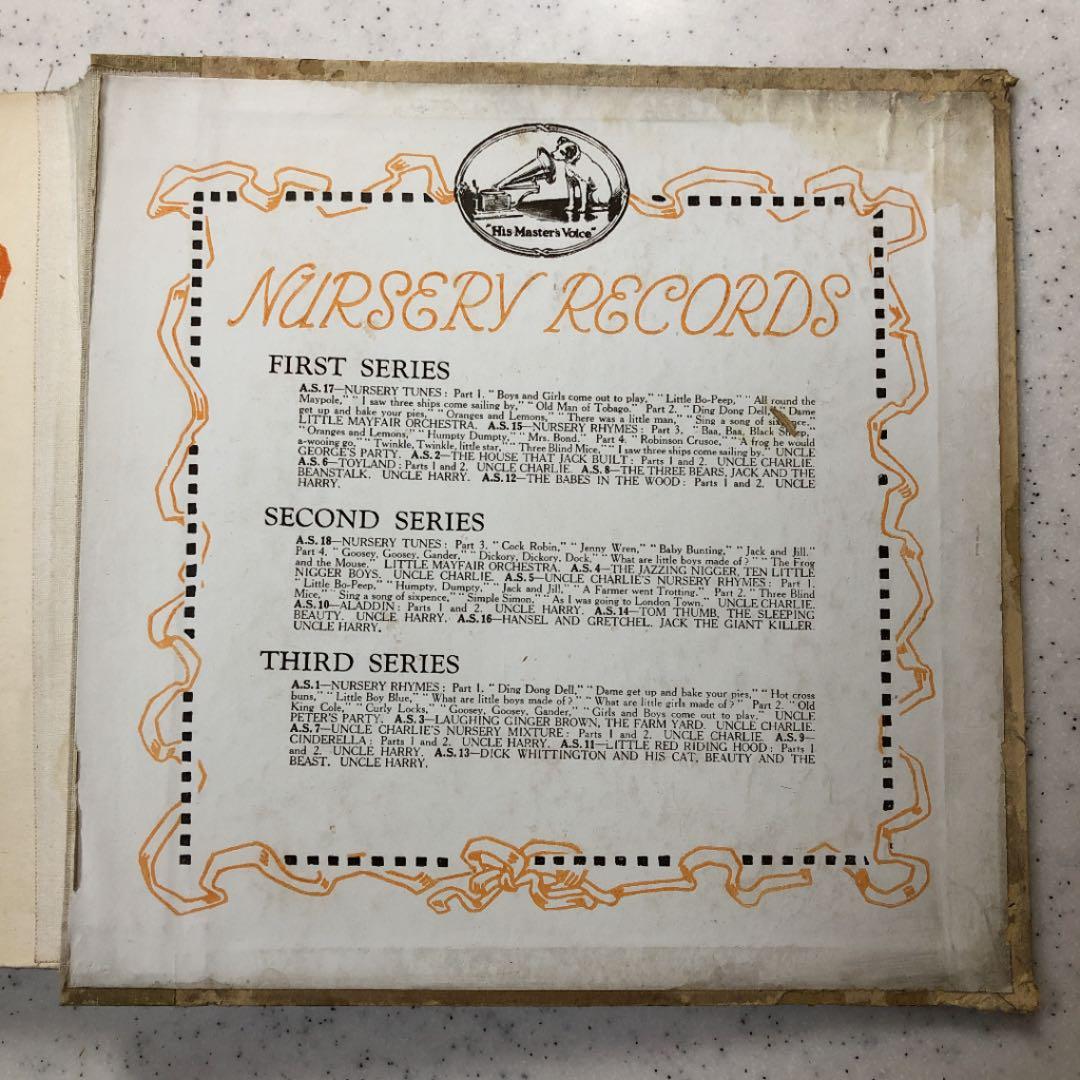 "His Master's Voice"
NURSERY RECORDS
FIRST SERIES
A.S. 17—NURSERY TUNES: Part 1. "Boys and Girls come out to play," "Little Bo-Peep," "All round the
Maypole," "I saw three ships come sailing by," "Old Man of Tobago." Part 2. "Ding Dong Dell," "Dame
get up and bake your pies," "Oranges and Lemons," "There was a little man," "Sing a song of sixpence."
LITTLE MAYFAIR ORCHESTRA. A.S. 15—NURSERY RHYMES: Part 3. "Baa, Baa, Black Sheep,"
"Oranges and Lemons," "Humpty Dumpty," "Mrs. Bond." Part 4. "Robinson Crusoe," "A frog he would
a-wooing go," "Twinkle, Twinkle, little star," "Three Blind Mice," "I saw three ships come sailing by." UNCLE
GEORGE'S PARTY. A.S. 2—THE HOUSE THAT JACK BUILT: Parts 1 and 2. UNCLE CHARLIE.
A.S. 6—TOYLAND: Parts 1 and 2. UNCLE CHARLIE. A.S. 8—THE THREE BEARS, JACK AND THE
BEANSTALK. UNCLE HARRY. A.S. 12—THE BABES IN THE WOOD: Parts 1 and 2. UNCLE
HARRY.
SECOND SERIES
A.S. 18—NURSERY TUNES: Part 3. "Cock Robin," "Jenny Wren," "Baby Bunting," "Jack and Jill."
Part 4. "Goosey, Goosey, Gander," "Dickory, Dickory, Dock," "What are little boys made of?" "The Frog
and the Mouse." LITTLE MAYFAIR ORCHESTRA. A.S. 4—THE JAZZING NIGGER, TEN LITTLE
NIGGER BOYS. UNCLE CHARLIE. A.S. 5—UNCLE CHARLIE'S NURSERY RHYMES: Part 1.
"Little Bo-Peep," "Humpty, Dumpty," "Jack and Jill," "A Farmer went Trotting." Part 2. "Three Blind
Mice," "Sing a song of sixpence," "Simple Simon," "As I was going to London Town." UNCLE CHARLIE.
A.S. 10—ALADDIN: Parts 1 and 2. UNCLE HARRY. A.S. 14—TOM THUMB, THE SLEEPING
BEAUTY. UNCLE HARRY. A.S. 16—HANSEL AND GRETCHEL, JACK THE GIANT KILLER.
UNCLE HARRY.
THIRD SERIES
A.S. 1—NURSERY RHYMES: Part 1. "Ding Dong Dell," "Dame get up and bake your pies," "Hot cross
buns," "Little Boy Blue," "What are little boys made of?" "What are little girls made of?" Part 2. "Old
King Cole," "Curly Locks," "Goosey, Goosey, Gander," "Girls and Boys come out to play." UNCLE
PETER'S PARTY. A.S. 3—LAUGHING GINGER BROWN, THE FARM YARD. UNCLE CHARLIE.
A.S. 7—UNCLE CHARLIE'S NURSERY MIXTURE: Parts 1 and 2. UNCLE CHARLIE. A.S. 9—
CINDERELLA: Parts 1 and 2. UNCLE HARRY. A.S. 11—LITTLE RED RIDING HOOD: Parts 1
and 2. UNCLE HARRY. A.S. 13—DICK WHITTINGTON AND HIS CAT, BEAUTY AND THE
BEAST. UNCLE HARRY.